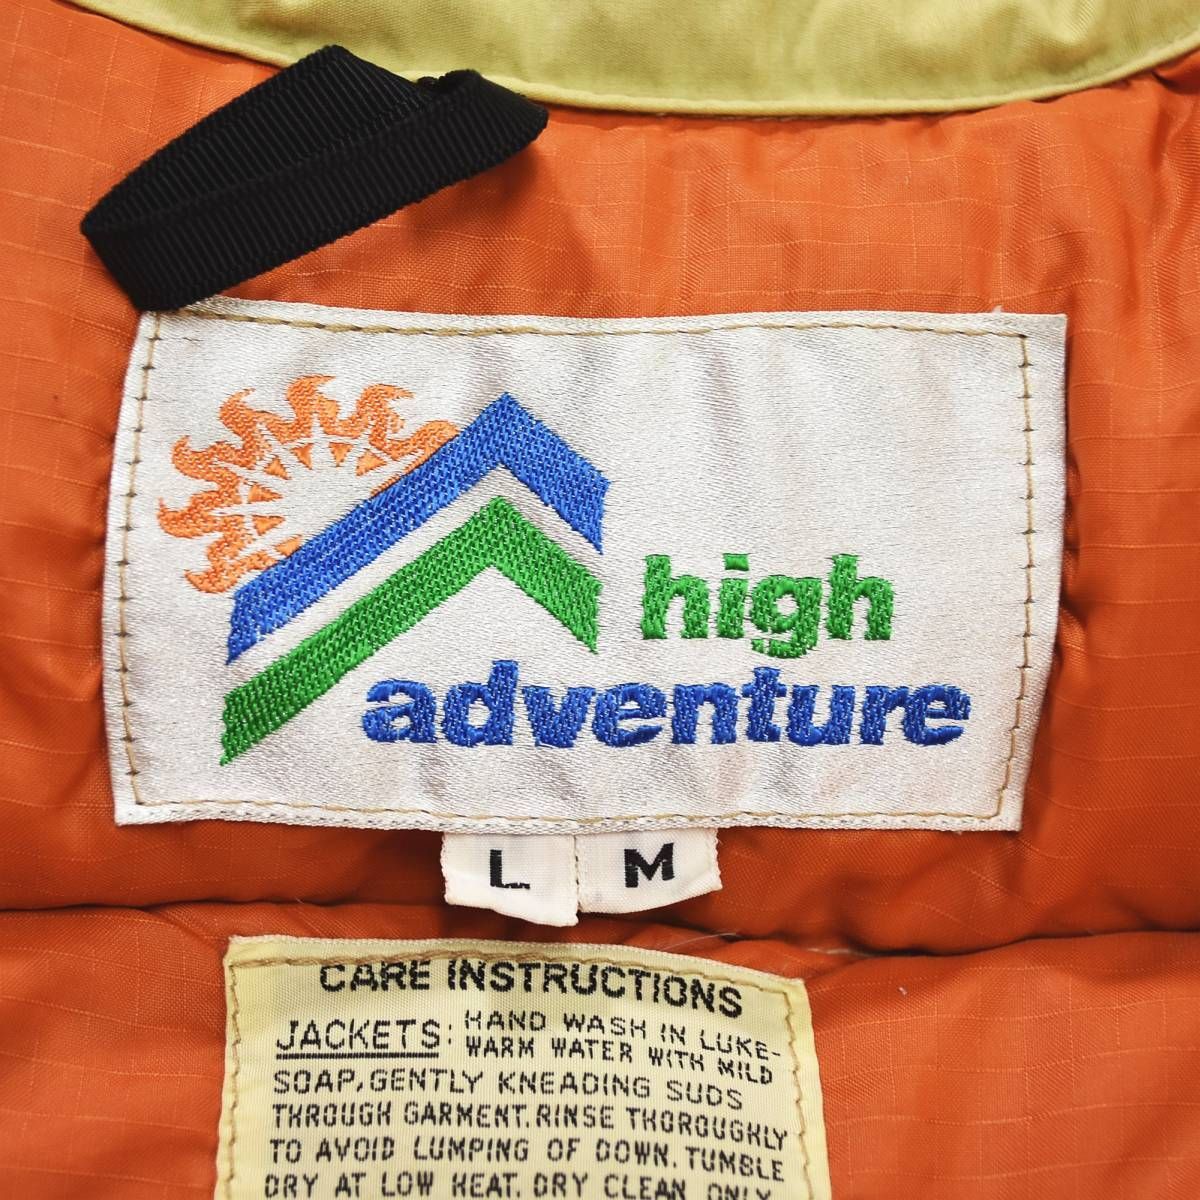 high
adventure
L M
CARE INSTRUCTIONS
JACKETS: HAND WASH IN LUKE-
WARM WATER WITH MILD
SOAP, GENTLY KNEADING SUDS
THROUGH GARMENT. RINSE THOROUGHLY
TO AVOID LUMPING OF DOWN. TUMBLE
DRY AT LOW HEAT. DRY CLEAN ONLY